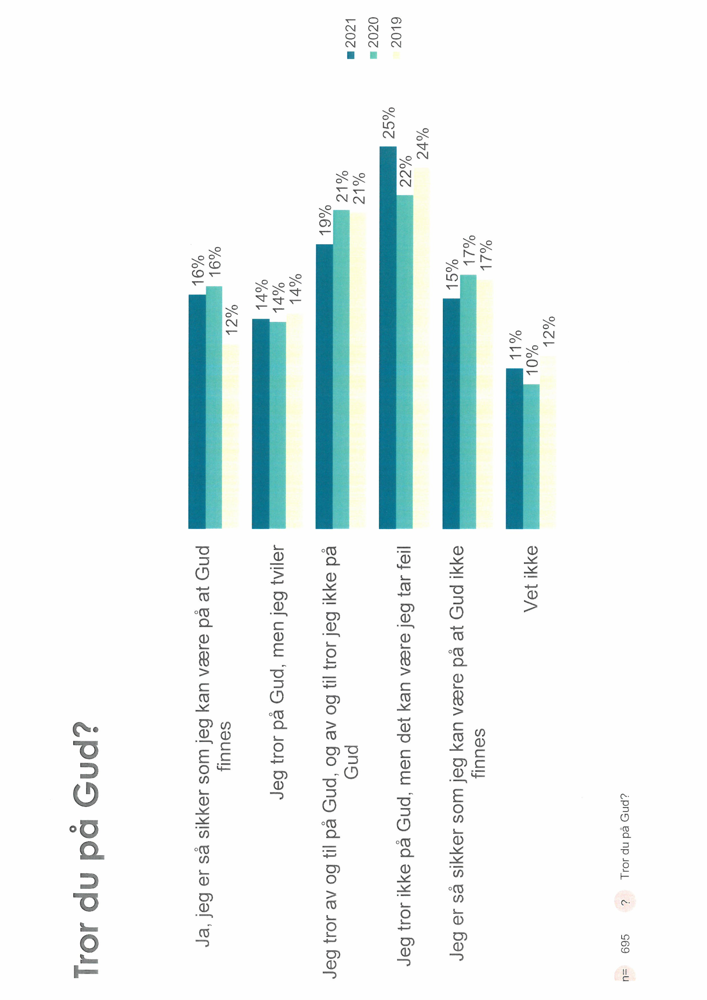 Tror du på Gud?
Ja, jeg er så sikker som jeg kan være på at Gud
finnes
16%
16%
12%
Jeg tror på Gud, men jeg tviler
14%
14%
14%
Jeg tror av og til på Gud, og av og til tror jeg ikke på
Gud
19%
21%
21%
Jeg tror ikke på Gud, men det kan være jeg tar feil
25%
22%
24%
Jeg er så sikker som jeg kan være på at Gud ikke
finnes
15%
17%
17%
Vet ikke
11%
10%
12%
2021
2020
2019
n= 695 ? Tror du på Gud?